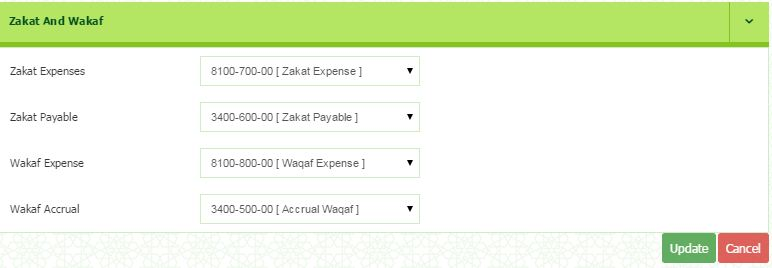 Zakat And Wakaf
Zakat Expenses 8100-700-00 [ Zakat Expense ]
Zakat Payable 3400-600-00 [ Zakat Payable ]
Wakaf Expense 8100-800-00 [ Waqaf Expense ]
Wakaf Accrual 3400-500-00 [ Accrual Waqaf ]
Update Cancel